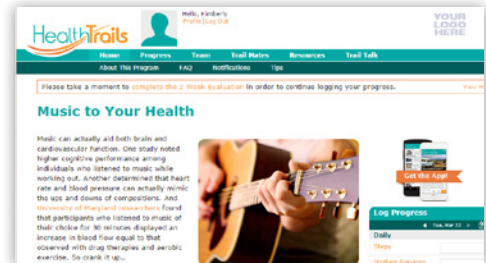 Hello, Kimberly
Profile|Log Out
HealthTrails
YOUR
LOGO
HERE
Home Progress Team Trail Mates Resources Trail Talk
About This Program FAQ Notifications Tips
Please take a moment to complete the 2 Week Evaluation in order to continue logging your progress.
Music to Your Health
Music can actually aid both brain and
cardiovascular function. One study noted
higher cognitive performance among
individuals who listened to music while
working out. Another determined that heart
rate and blood pressure can actually mimic
the ups and downs of compositions. And
University of Maryland researchers found
that participants who listened to music of
their choice for 30 minutes displayed an
increase in blood flow equal to that
observed with drug therapies and aerobic
exercise. So crank it up...
Get the App!
Log Progress
Tue, Mar 22
Daily
Steps